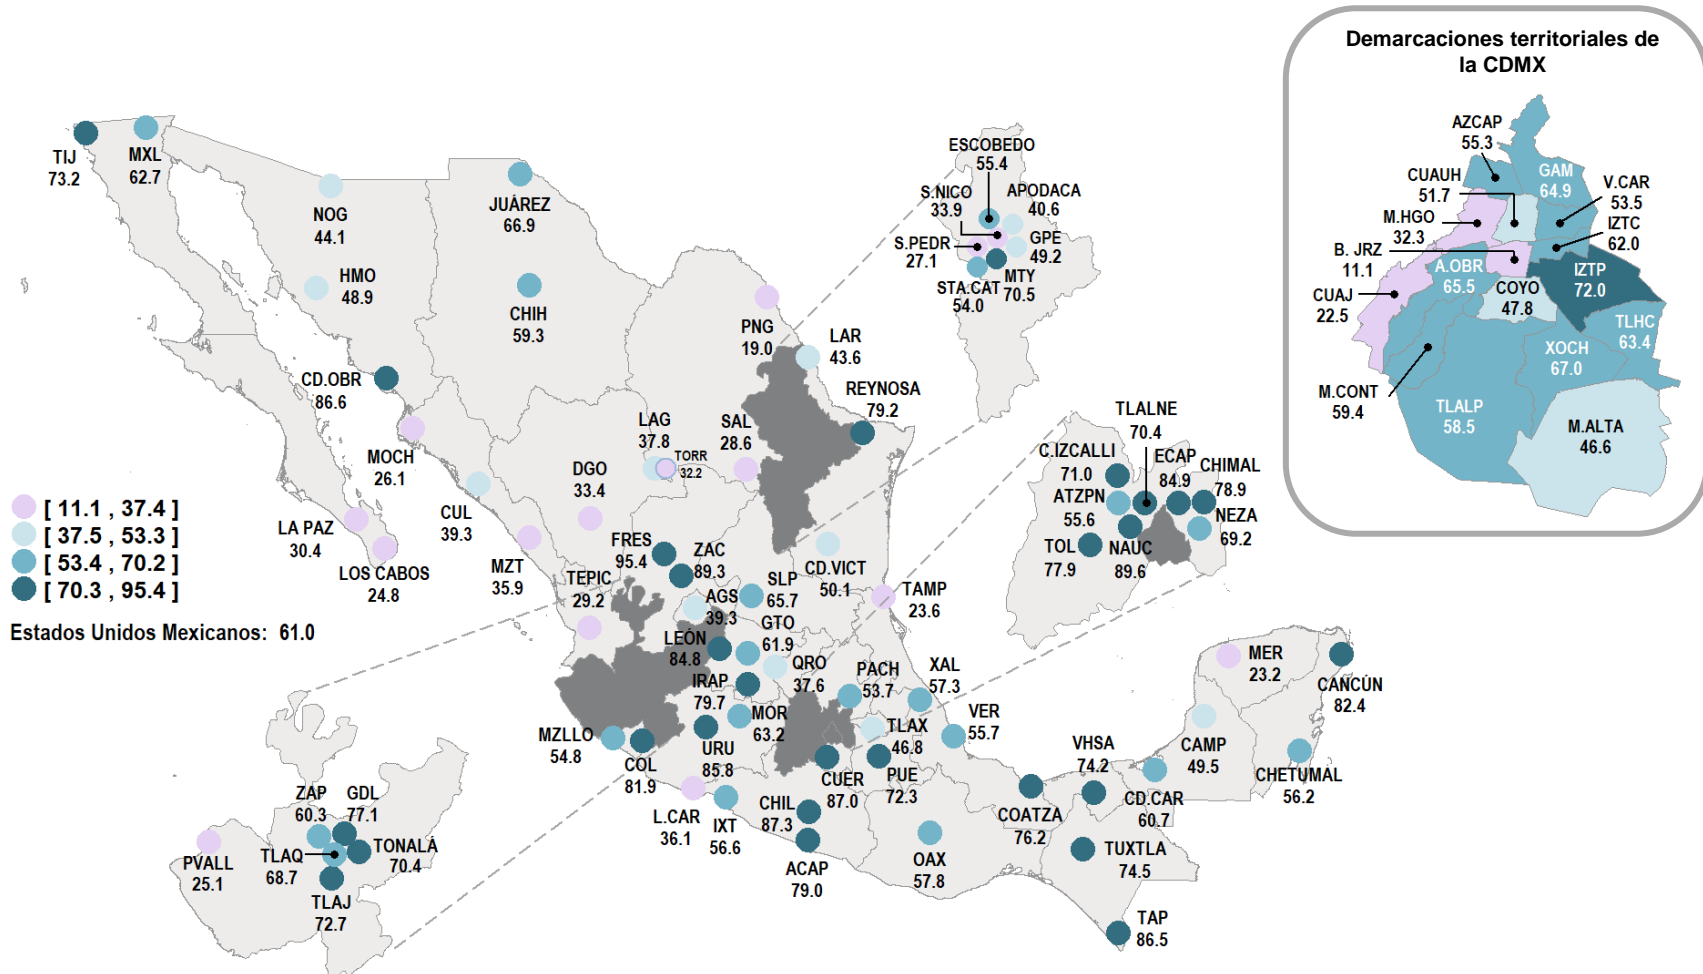 Demarcaciones territoriales de
la CDMX
AZCAP
55.3
CUAUH
51.7
GAM
64.9
V.CAR
53.5
M.HGO
32.3
IZTC
62.0
B. JRZ
11.1
A.OBR
65.5
IZTP
72.0
COYO
47.8
CUAJ
22.5
TLHC
63.4
XOCH
67.0
M.CONT
59.4
TLALP
58.5
M.ALTA
46.6
TIJ
73.2
MXL
62.7
NOG
44.1
HMO
48.9
JUÁREZ
66.9
CHIH
59.3
ESCOBEDO
55.4
S.NICO
33.9
APODACA
40.6
S.PEDR
27.1
GPE
49.2
STA.CAT
54.0
MTY
70.5
PNG
19.0
LAR
43.6
REYNOSA
79.2
CD.OBR
86.6
MOCH
26.1
LAG
37.8
TORR
32.2
SAL
28.6
DGO
33.4
CUL
39.3
LA PAZ
30.4
LOS CABOS
24.8
MZT
35.9
TEPIC
29.2
FRES
95.4
ZAC
89.3
AGS
39.3
SLP
65.7
CD.VICT
50.1
TAMP
23.6
TLALNE
70.4
C.IZCALLI
71.0
ECAP
84.9
CHIMAL
78.9
ATZPN
55.6
NEZA
69.2
TOL
77.9
NAUC
89.6
[ 11.1 , 37.4 ]
[ 37.5 , 53.3 ]
[ 53.4 , 70.2 ]
[ 70.3 , 95.4 ]
Estados Unidos Mexicanos: 61.0
LEÓN
84.8
GTO
61.9
IRAP
79.7
QRO
37.6
PACH
53.7
XAL
57.3
MOR
63.2
TLAX
46.8
VER
55.7
MZLLO
54.8
COL
81.9
URU
85.8
CUER
87.0
PUE
72.3
L.CAR
36.1
IXT
56.6
CHIL
87.3
ACAP
79.0
OAX
57.8
COATZA
76.2
VHSA
74.2
CD.CAR
60.7
TUXTLA
74.5
TAP
86.5
MER
23.2
CANCÚN
82.4
CAMP
49.5
CHETUMAL
56.2
ZAP
60.3
GDL
77.1
TONALÁ
70.4
PVALL
25.1
TLAQ
68.7
TLAJ
72.7